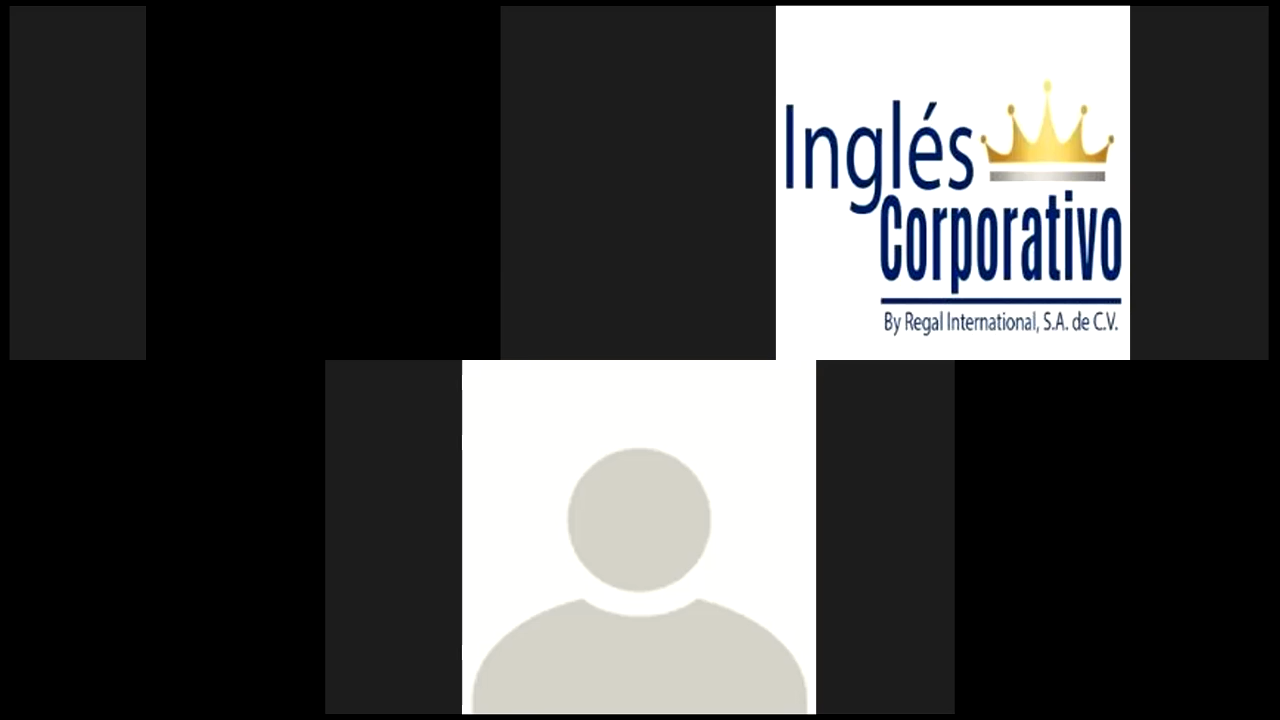 Inglés
Corporativo
By Regal International, S.A. de C.V.